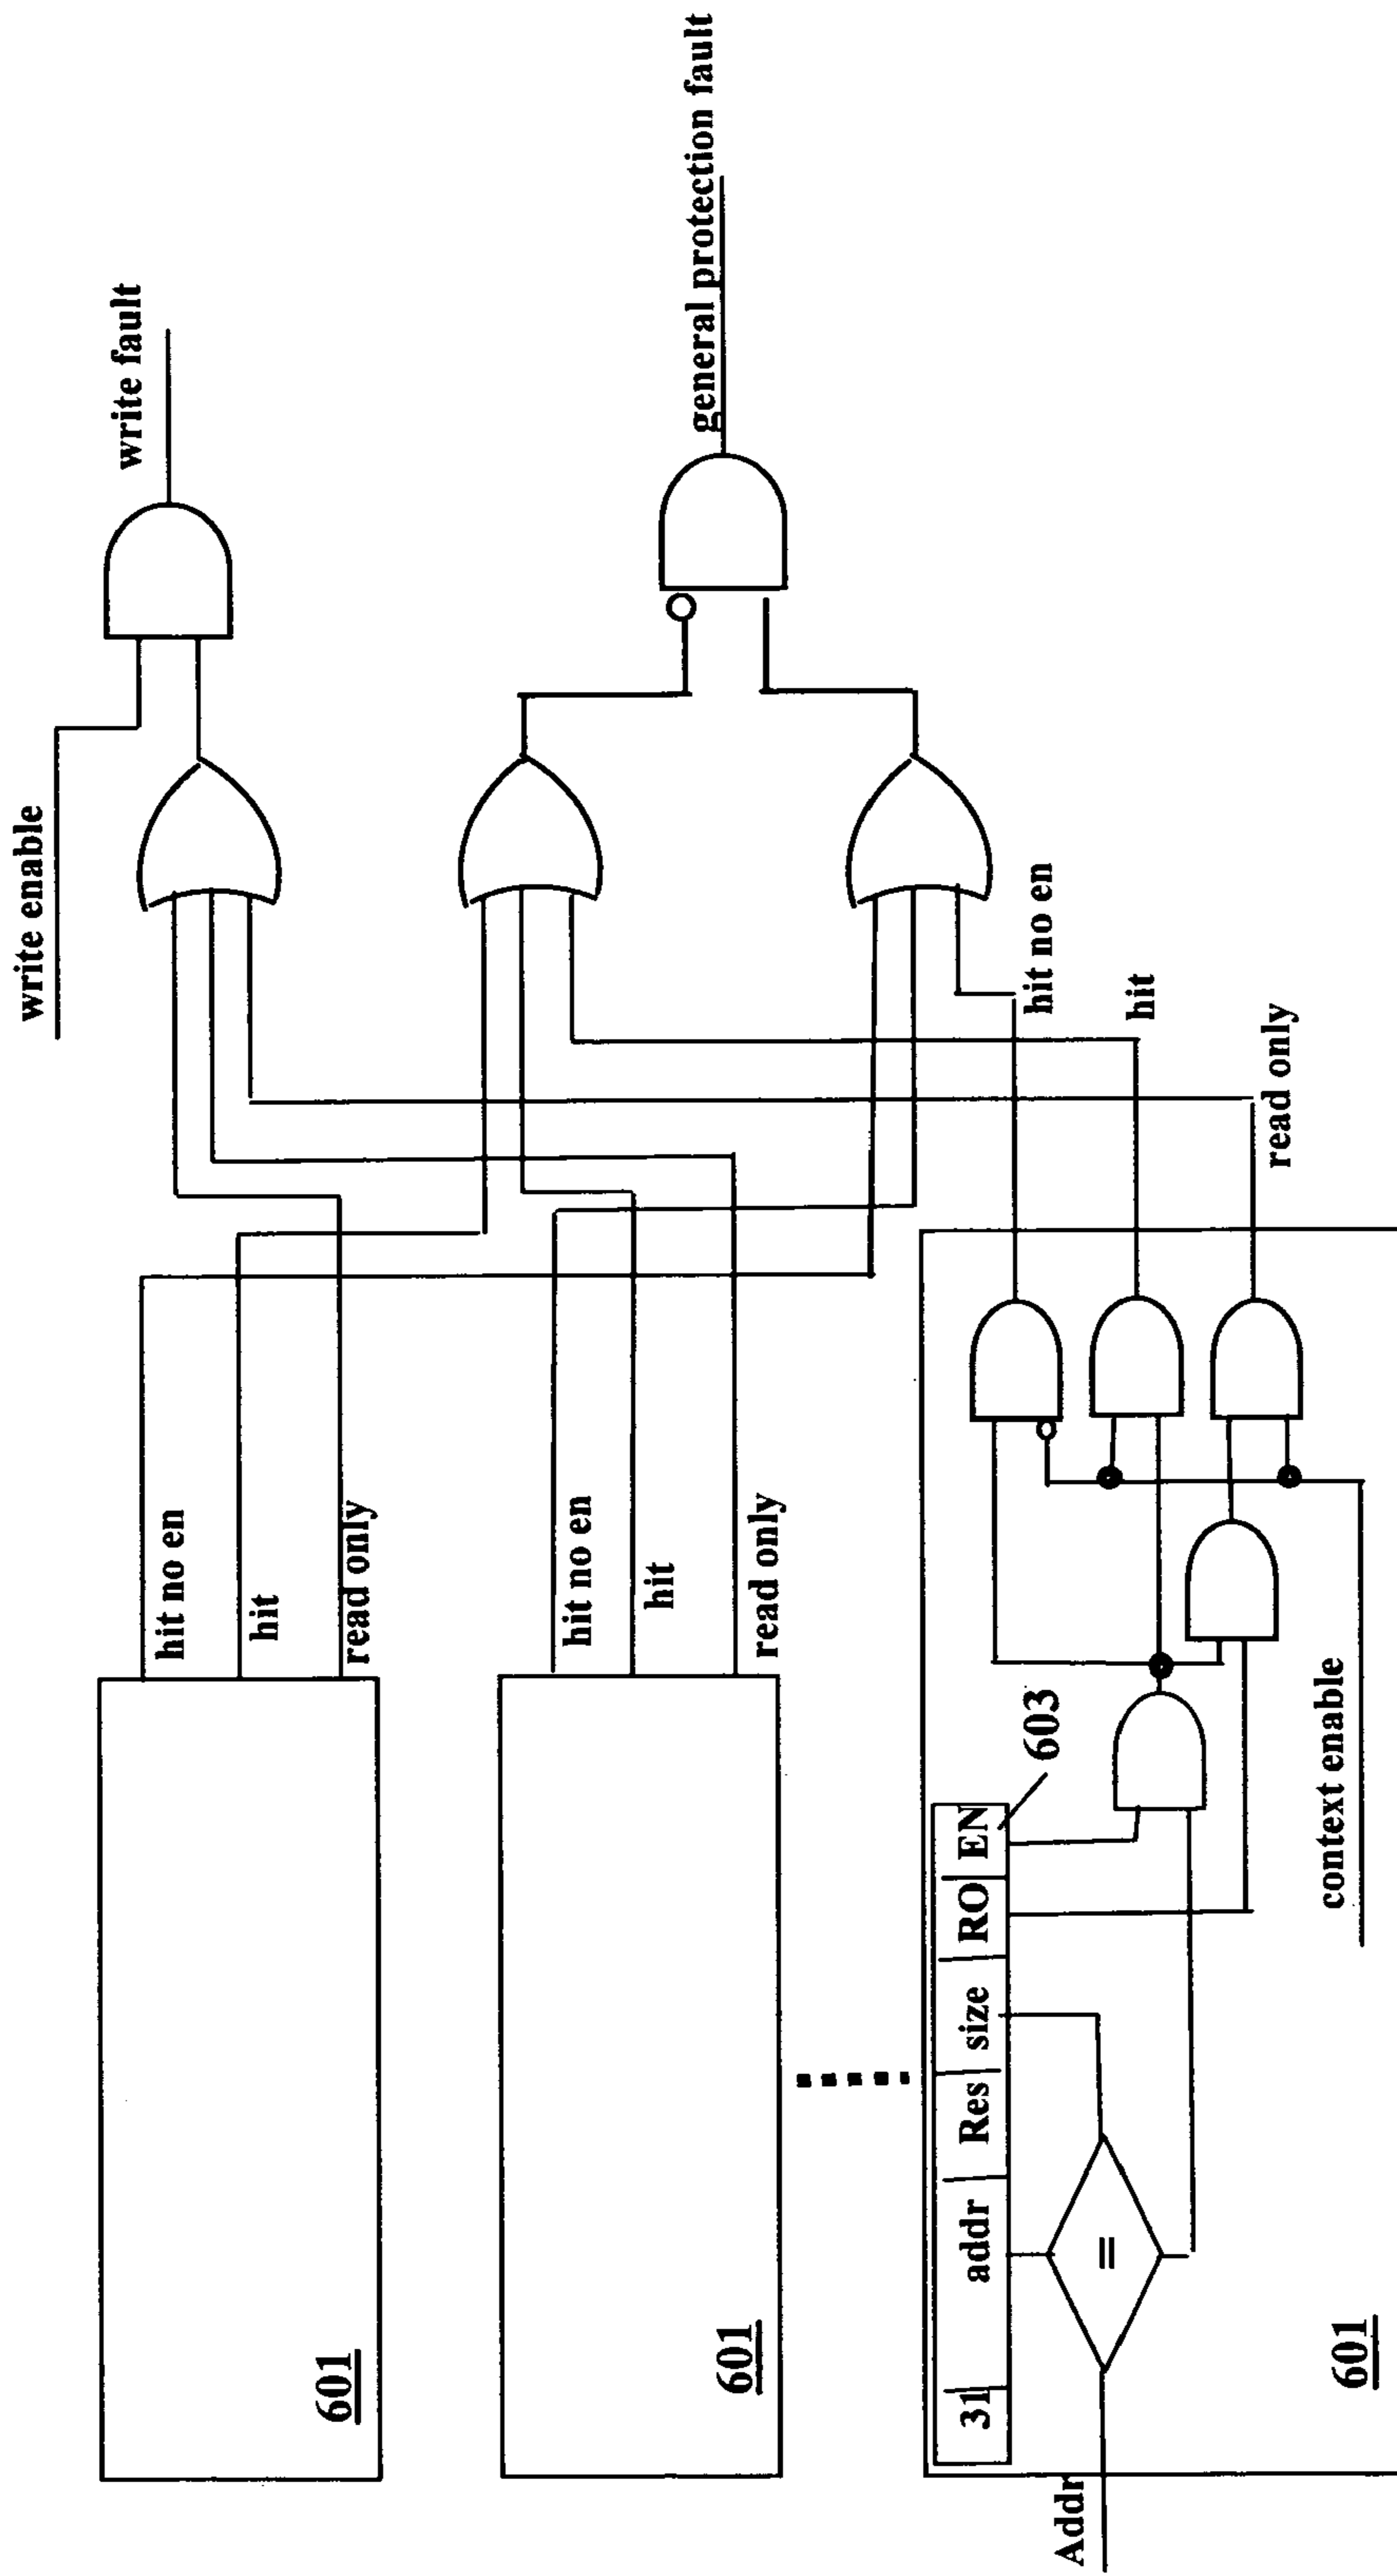 write enable
write fault
hit no en
hit
read only
601
general protection fault
hit no en
hit
read only
601
31 addr Res size RO EN
603
=
Addr
hit no en
hit
read only
context enable
601